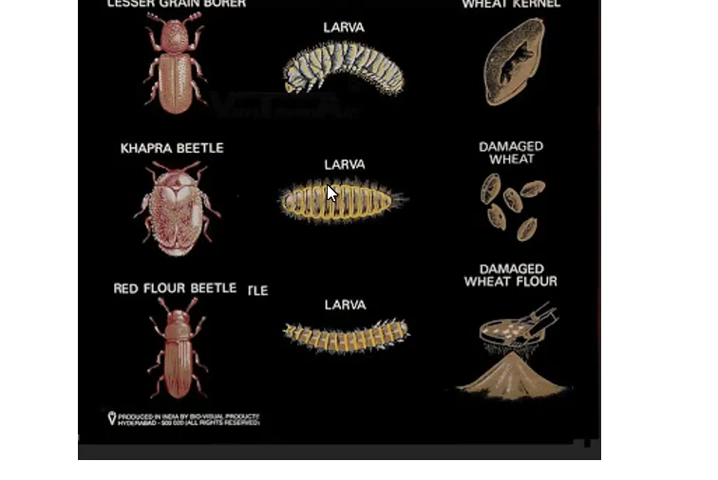 LESSER GRAIN BORER
WHEAT KERNEL
LARVA
KHAPRA BEETLE
LARVA
DAMAGED
WHEAT
RED FLOUR BEETLE
TLE
LARVA
DAMAGED
WHEAT FLOUR
PRODUCED IN INDIA BY BIO-VISUAL PRODUCTS
HYDERABAD - 500 020 (ALL RIGHTS RESERVED)